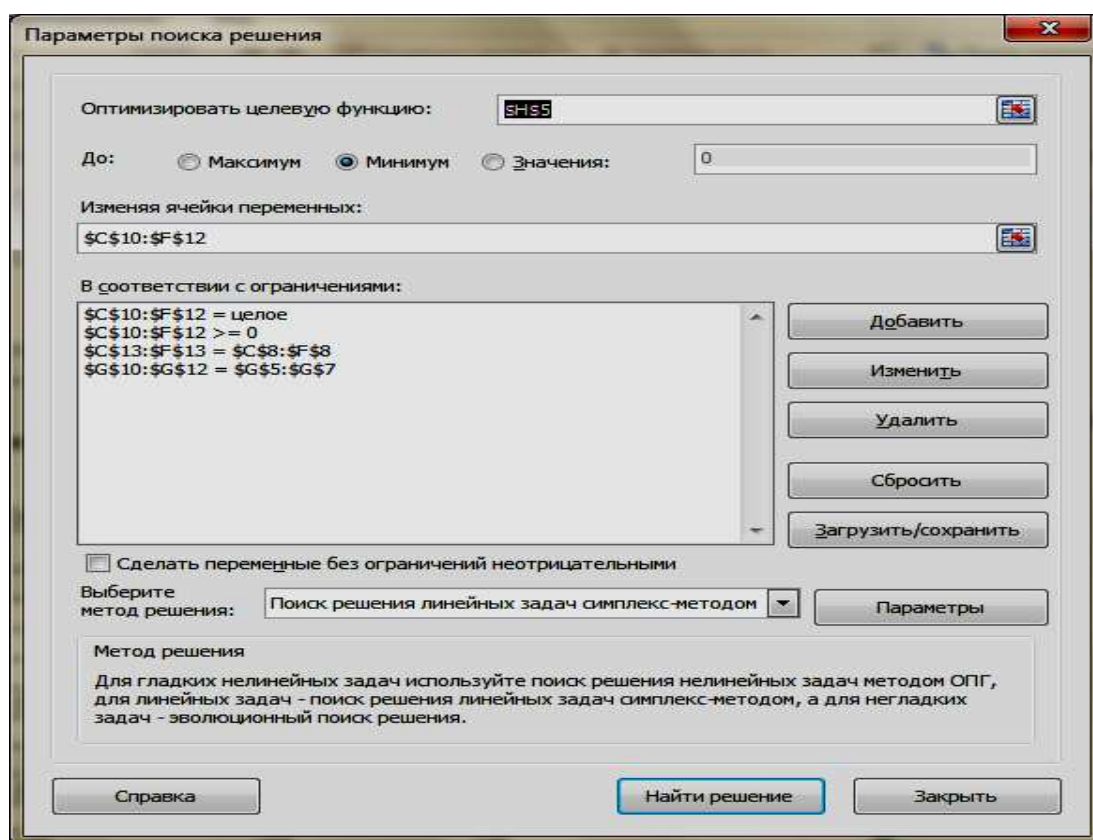 Параметры поиска решения
Оптимизировать целевую функцию: $H$5
До: Максимум Минимум Значения: 0
Изменяя ячейки переменных:
$C$10:$F$12
В соответствии с ограничениями:
$C$10:$F$12 = целое
$C$10:$F$12 >= 0
$C$13:$F$13 = $C$8:$F$8
$G$10:$G$12 = $G$5:$G$7
Добавить
Изменить
Удалить
Сбросить
Загрузить/сохранить
Сделать переменные без ограничений неотрицательными
Выберите
метод решения: Поиск решения линейных задач симплекс-методом Параметры
Метод решения
Для гладких нелинейных задач используйте поиск решения нелинейных задач методом ОПГ,
для линейных задач - поиск решения линейных задач симплекс-методом, а для негладких
задач - эволюционный поиск решения.
Справка Найти решение Закрыть